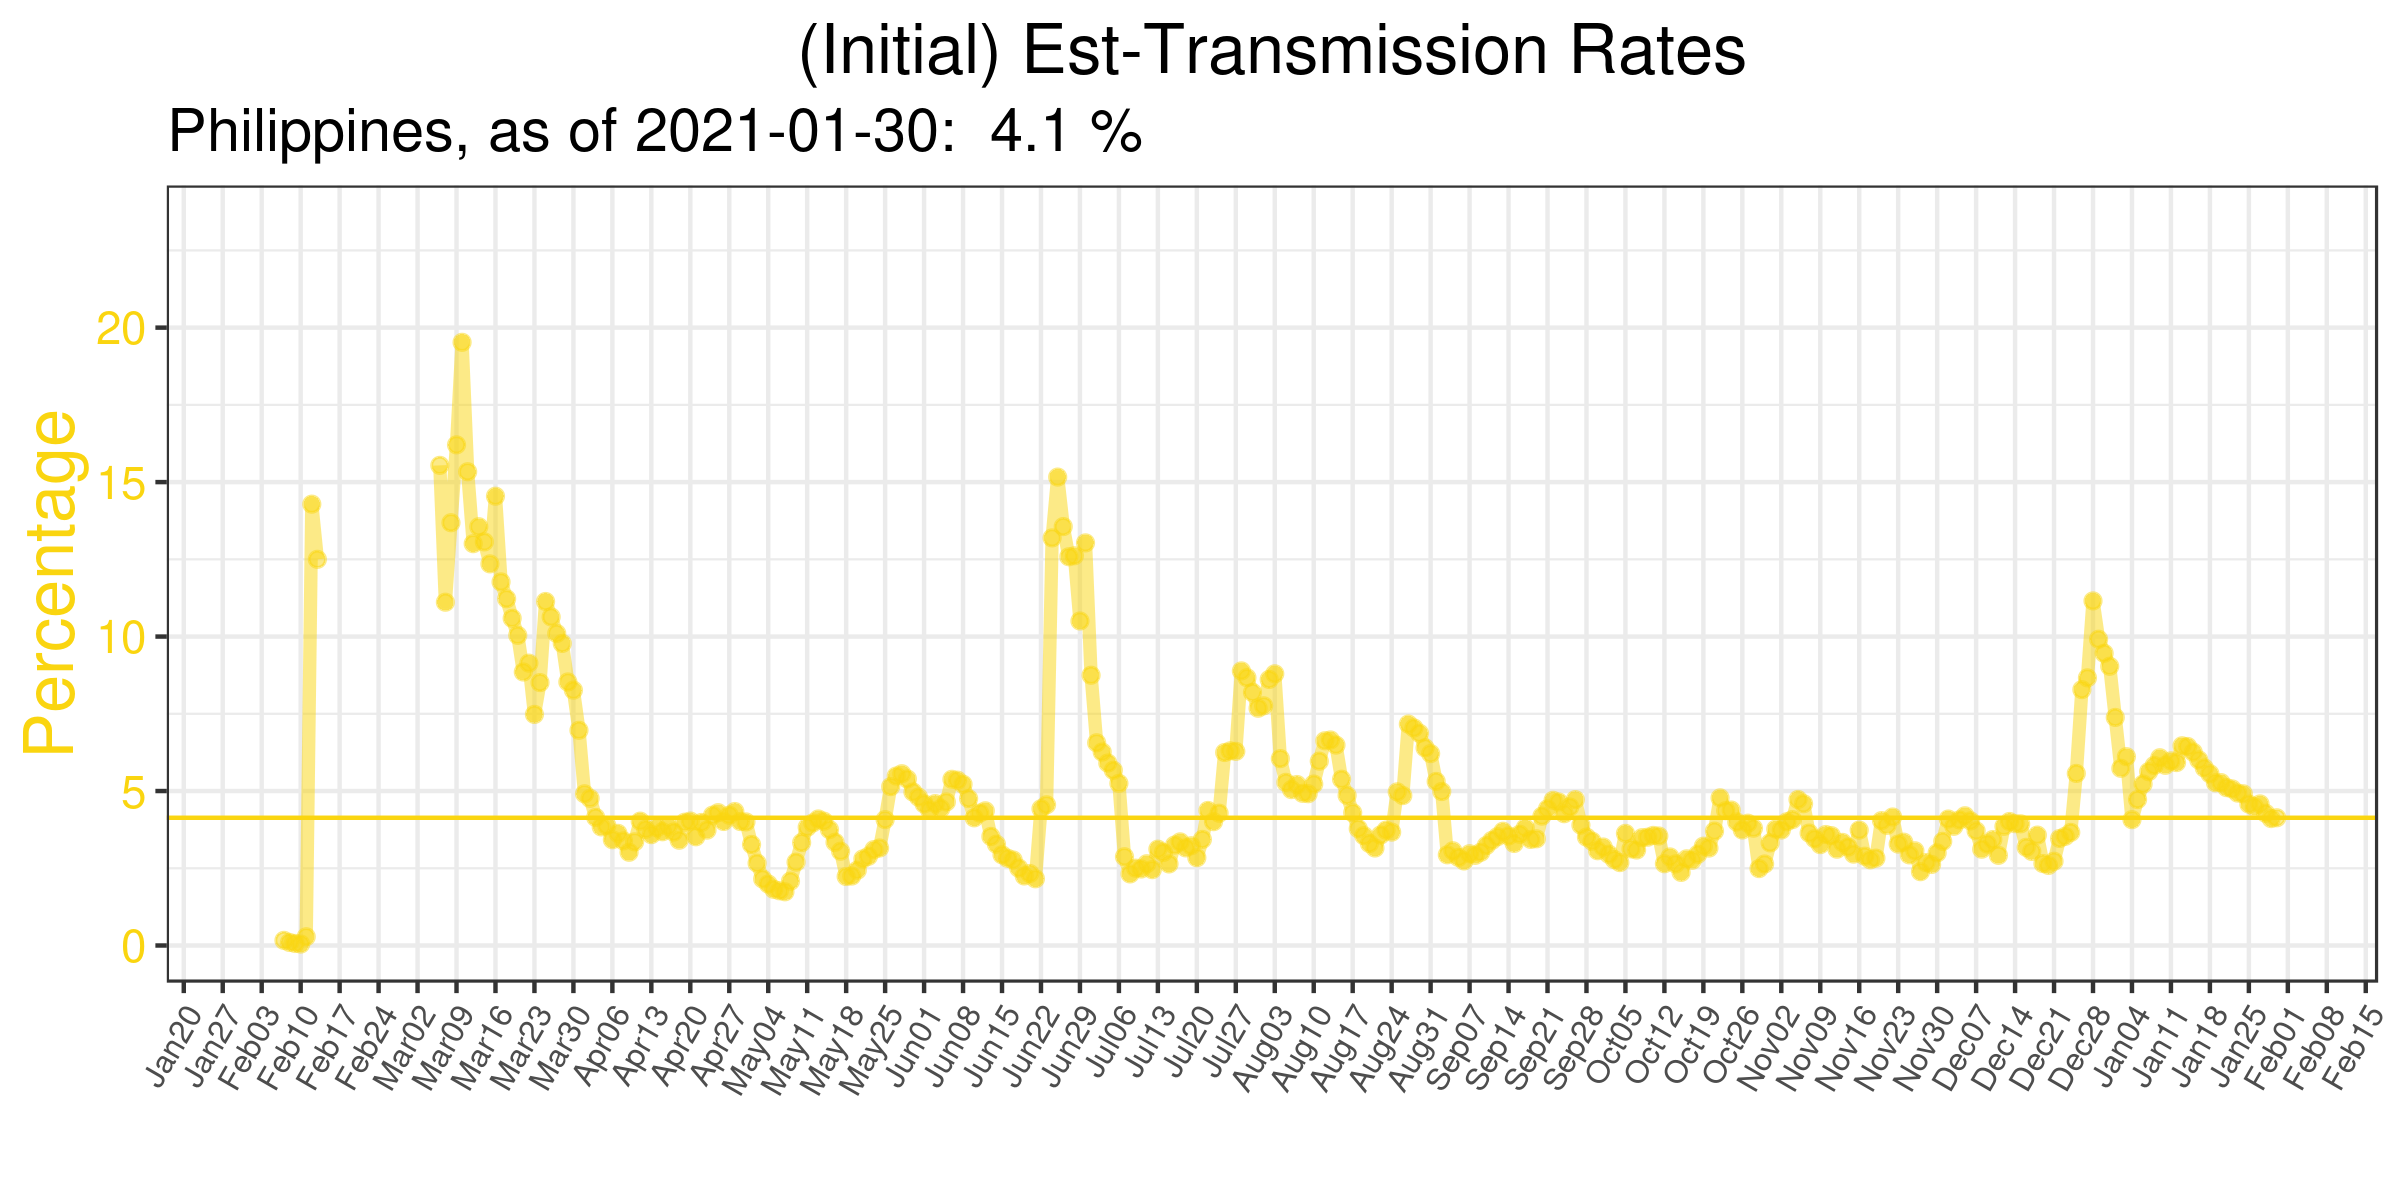 (Initial) Est-Transmission Rates
Philippines, as of 2021-01-30: 4.1 %
Percentage
20
15
10
5
0
Jan20
Jan27
Feb03
Feb10
Feb17
Feb24
Mar02
Mar09
Mar16
Mar23
Mar30
Apr06
Apr13
Apr20
Apr27
May04
May11
May18
May25
Jun01
Jun08
Jun15
Jun22
Jun29
Jul06
Jul13
Jul20
Jul27
Aug03
Aug10
Aug17
Aug24
Aug31
Sep07
Sep14
Sep21
Sep28
Oct05
Oct12
Oct19
Oct26
Nov02
Nov09
Nov16
Nov23
Nov30
Dec07
Dec14
Dec21
Dec28
Jan04
Jan11
Jan18
Jan25
Feb01
Feb08
Feb15